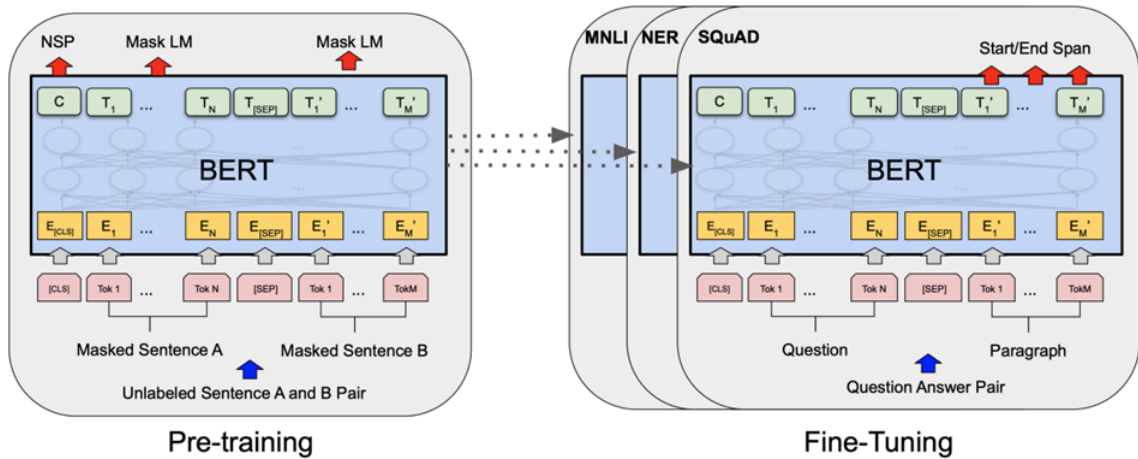 NSP Mask LM Mask LM
C T1 ... TN T[SEP] T1' ... TM'
...
BERT
...
E[CLS] E1 ... EN E[SEP] E1' ... EM'
[CLS] Tok 1 ... Tok N [SEP] Tok 1 ... TokM
Masked Sentence A Masked Sentence B
Unlabeled Sentence A and B Pair
Pre-training
MNLI NER SQuAD
Start/End Span
C T1 ... TN T[SEP] T1' ... TM'
...
BERT
...
E[CLS] E1 ... EN E[SEP] E1' ... EM'
[CLS] Tok 1 ... Tok N [SEP] Tok 1 ... TokM
Question Paragraph
Question Answer Pair
Fine-Tuning